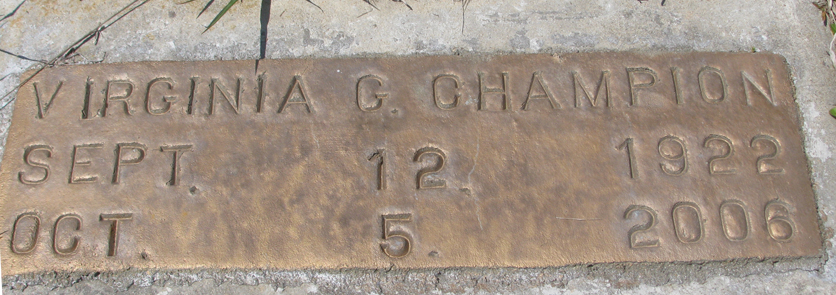 VIRGINIA G. CHAMPION
SEPT. 12. 1922
OCT 5. 2006